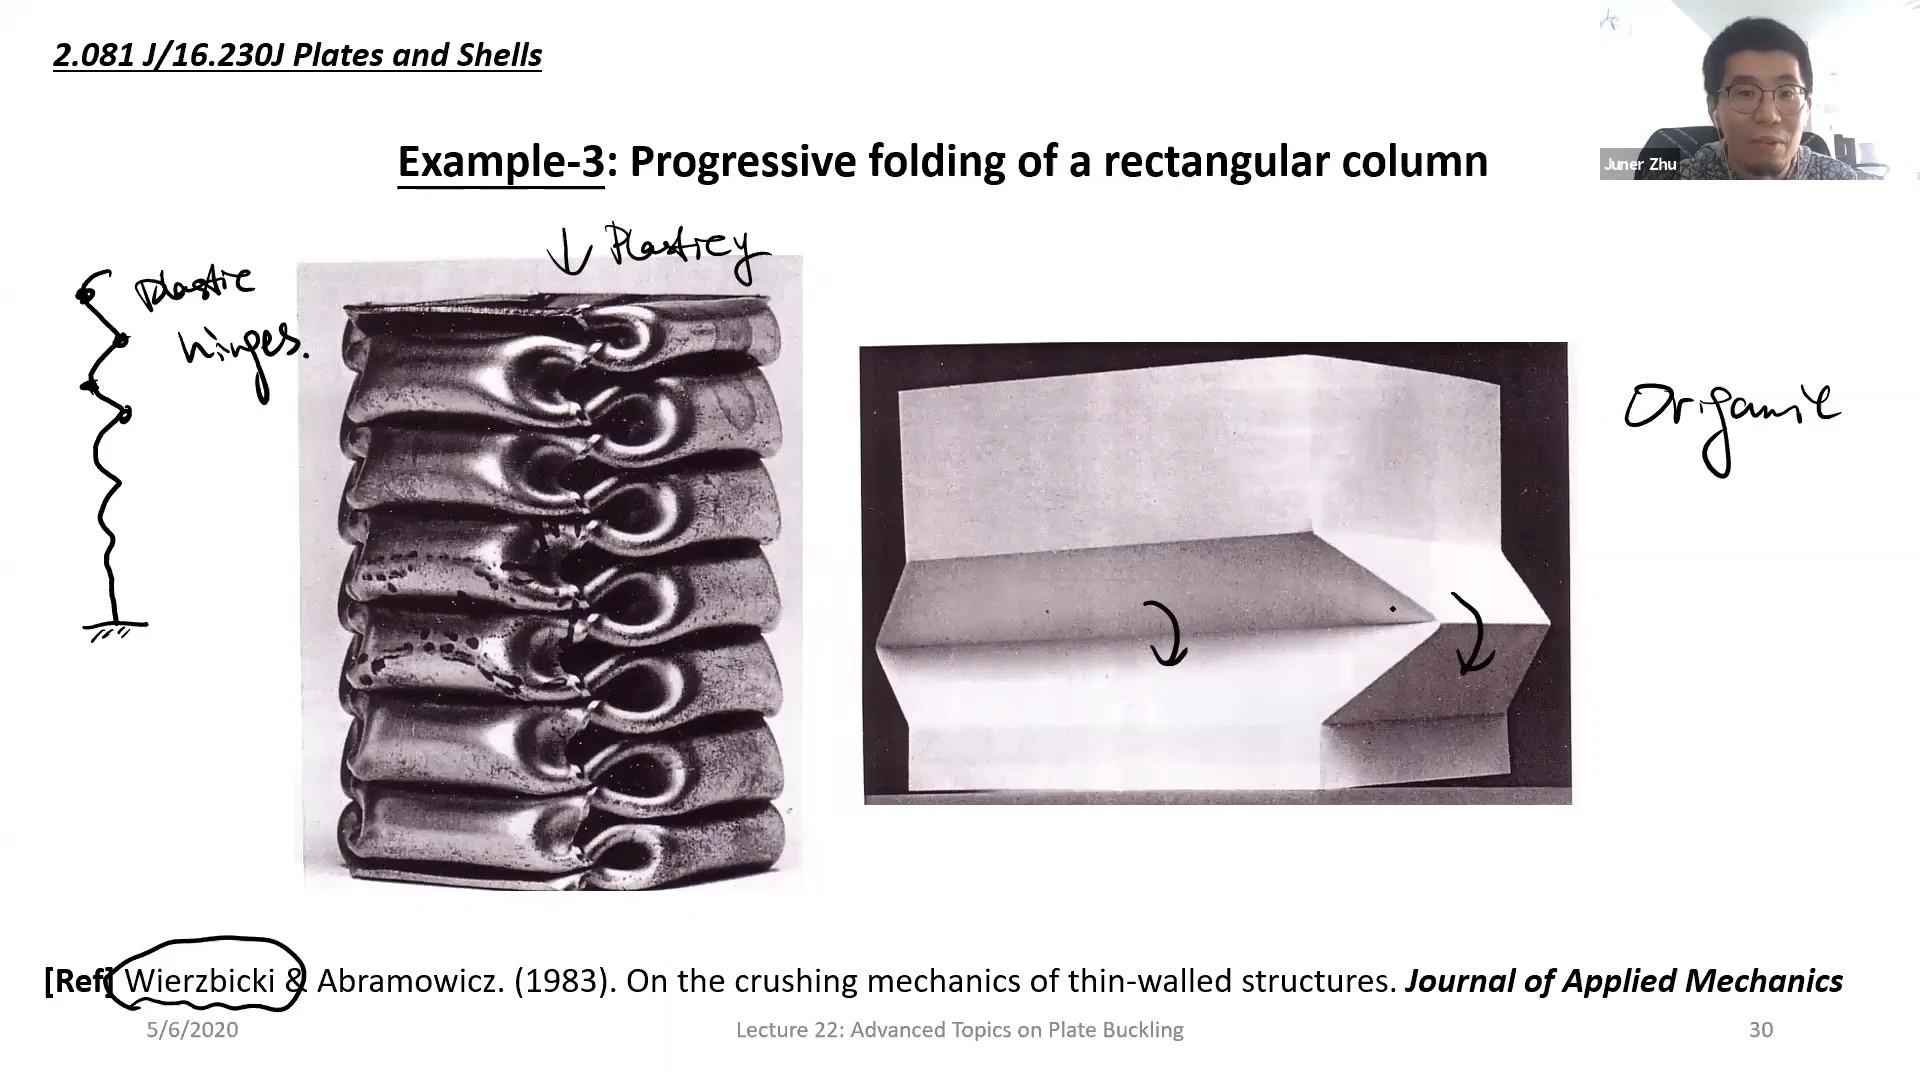 2.081 J/16.230J Plates and Shells
Juner Zhu
Example-3: Progressive folding of a rectangular column
Plastic
hinges.
[Ref] Wierzbicki & Abramowicz. (1983). On the crushing mechanics of thin-walled structures. Journal of Applied Mechanics
5/6/2020
Lecture 22: Advanced Topics on Plate Buckling
30